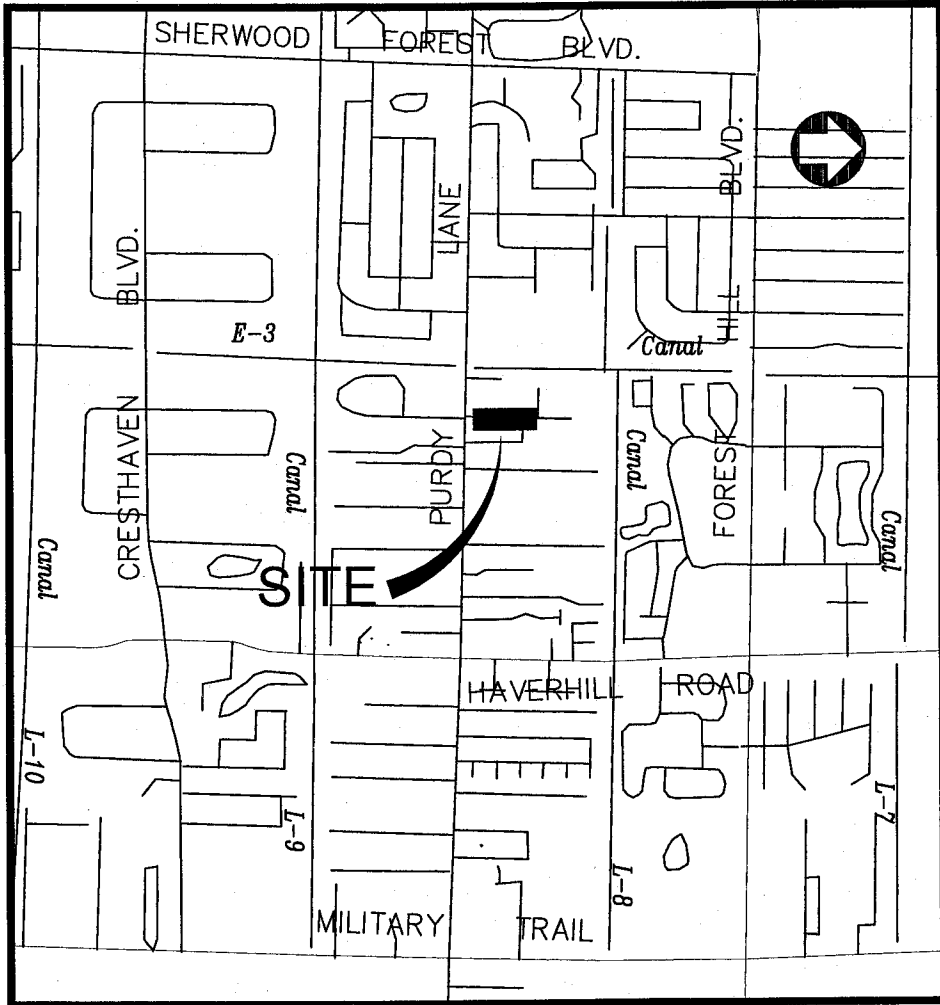 SHERWOOD FOREST BLVD.
CRESTHAVEN BLVD.
PURDY LANE
FOREST HILL BLVD.
E-3
Canal
Canal
Canal
Canal
Canal
SITE
HAVERHILL ROAD
L-10
L-9
L-8
L-7
MILITARY TRAIL